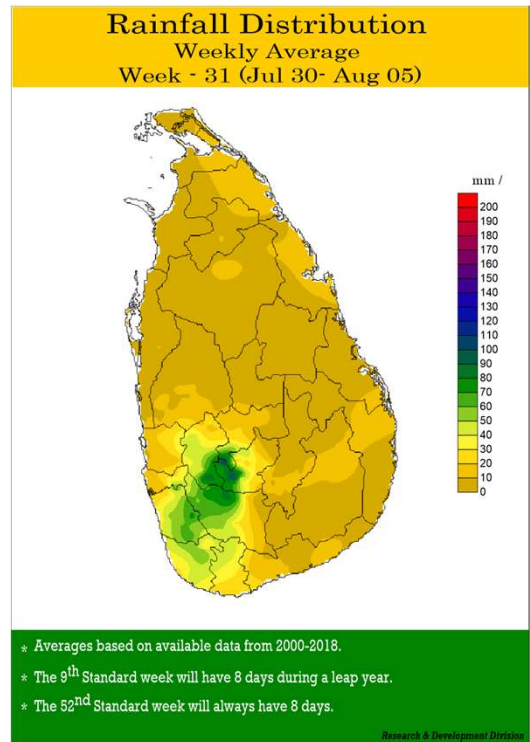 Rainfall Distribution
Weekly Average
Week - 31 (Jul 30- Aug 05)
mm /
200
190
180
170
160
150
140
130
120
110
100
90
80
70
60
50
40
30
20
10
0
* Averages based on available data from 2000-2018.
* The 9th Standard week will have 8 days during a leap year.
* The 52nd Standard week will always have 8 days.
Research & Development Division